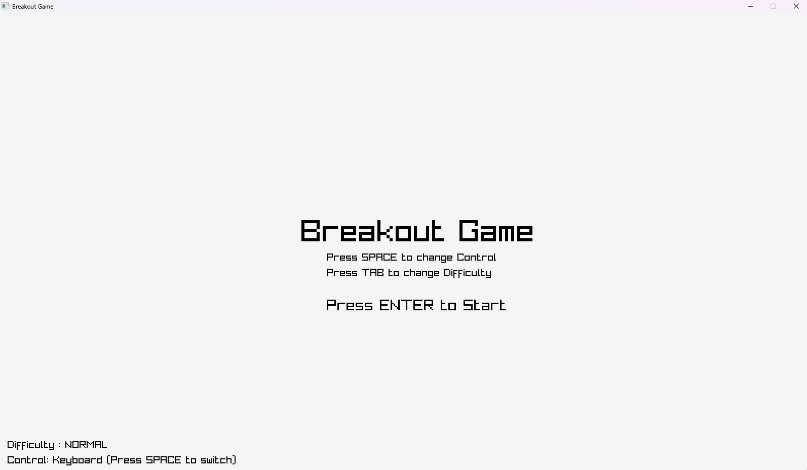 Breakout Game
Breakout Game
Press SPACE to change Control
Press TAB to change Difficulty
Press ENTER to Start
Difficulty : NORMAL
Control: Keyboard (Press SPACE to switch)